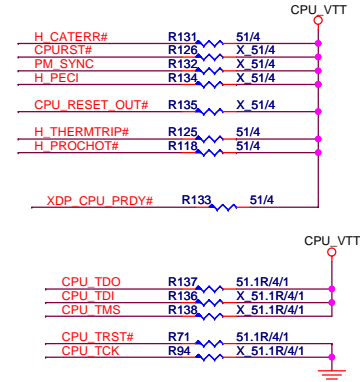 CPU_VTT
H_CATERR# R131 51/4
CPURST# R126 X_51/4
PM_SYNC R132 X_51/4
H_PECI R134 X_51/4
CPU_RESET_OUT# R135 X_51/4
H_THERMTRIP# R125 51/4
H_PROCHOT# R118 51/4
XDP_CPU_PRDY# R133 51/4
CPU_VTT
CPU_TDO R137 51.1R/4/1
CPU_TDI R136 X_51.1R/4/1
CPU_TMS R138 X_51.1R/4/1
CPU_TRST# R71 51.1R/4/1
CPU_TCK R94 X_51.1R/4/1